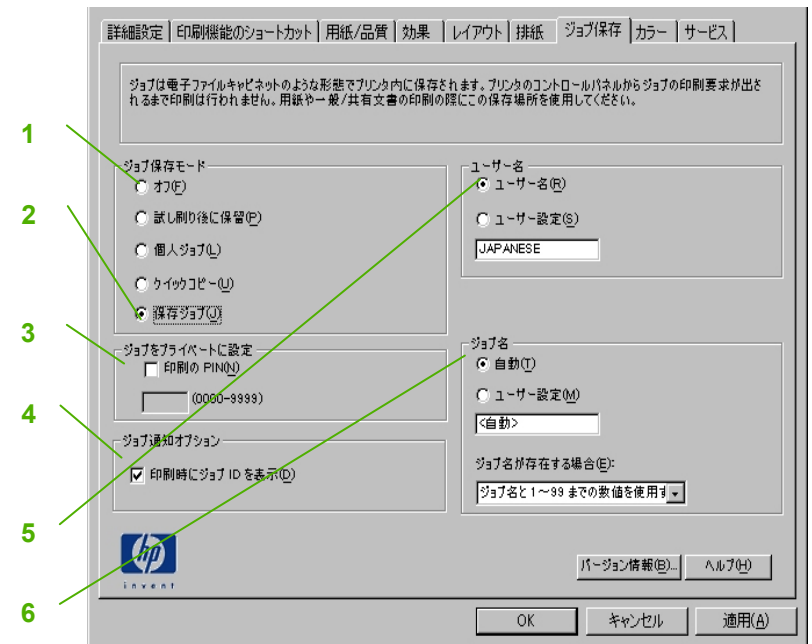 詳細設定 印刷機能のショートカット 用紙/品質 効果 レイアウト 排紙 ジョブ保存 カラー サービス
ジョブは電子ファイルキャビネットのような形態でプリンタ内に保存されます。プリンタのコントロールパネルからジョブの印刷要求が出さ
れるまで印刷は行われません。用紙や一般/共有文書の印刷の際にこの保存場所を使用してください。
1
ジョブ保存モード
オフ(F)
2
試し刷り後に保留(P)
個人ジョブ(L)
クイックコピー(U)
保存ジョブ(J)
ユーザー名
ユーザー名(R)
ユーザー設定(S)
JAPANESE
3
ジョブをプライベートに設定
印刷の PIN(N)
(0000-9999)
4
ジョブ通知オプション
印刷時にジョブ ID を表示(D)
ジョブ名
自動(T)
ユーザー設定(M)
<自動>
ジョブ名が存在する場合(E):
ジョブ名と1～99 までの数値を使用す
5
hp
invent
バージョン情報(B)... ヘルプ(H)
6
OK キャンセル 適用(A)